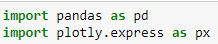 import pandas as pd
import plotly.express as px